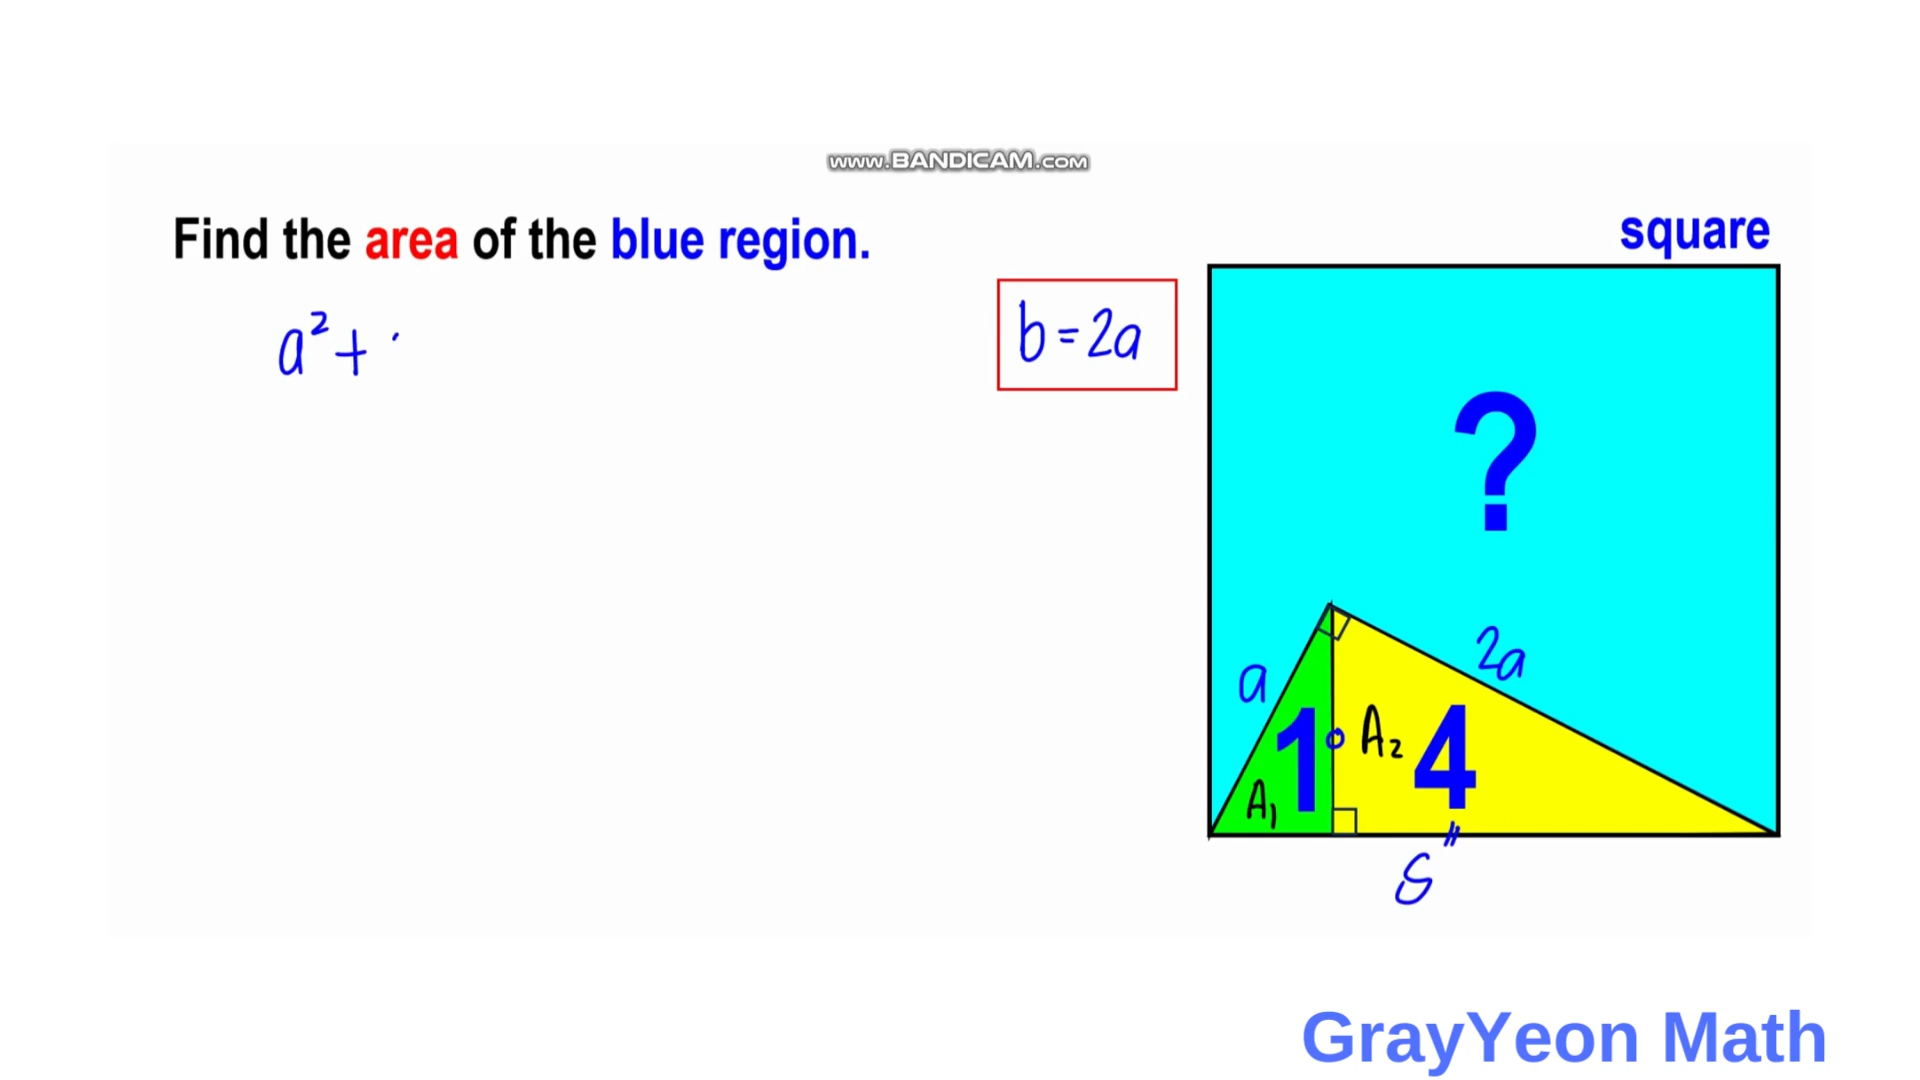 www.BANDICAM.com
square
Find the area of the blue region.
b = 2a
a² +
?
a
2a
1
A₂
4
A₁
S
GrayYeon Math